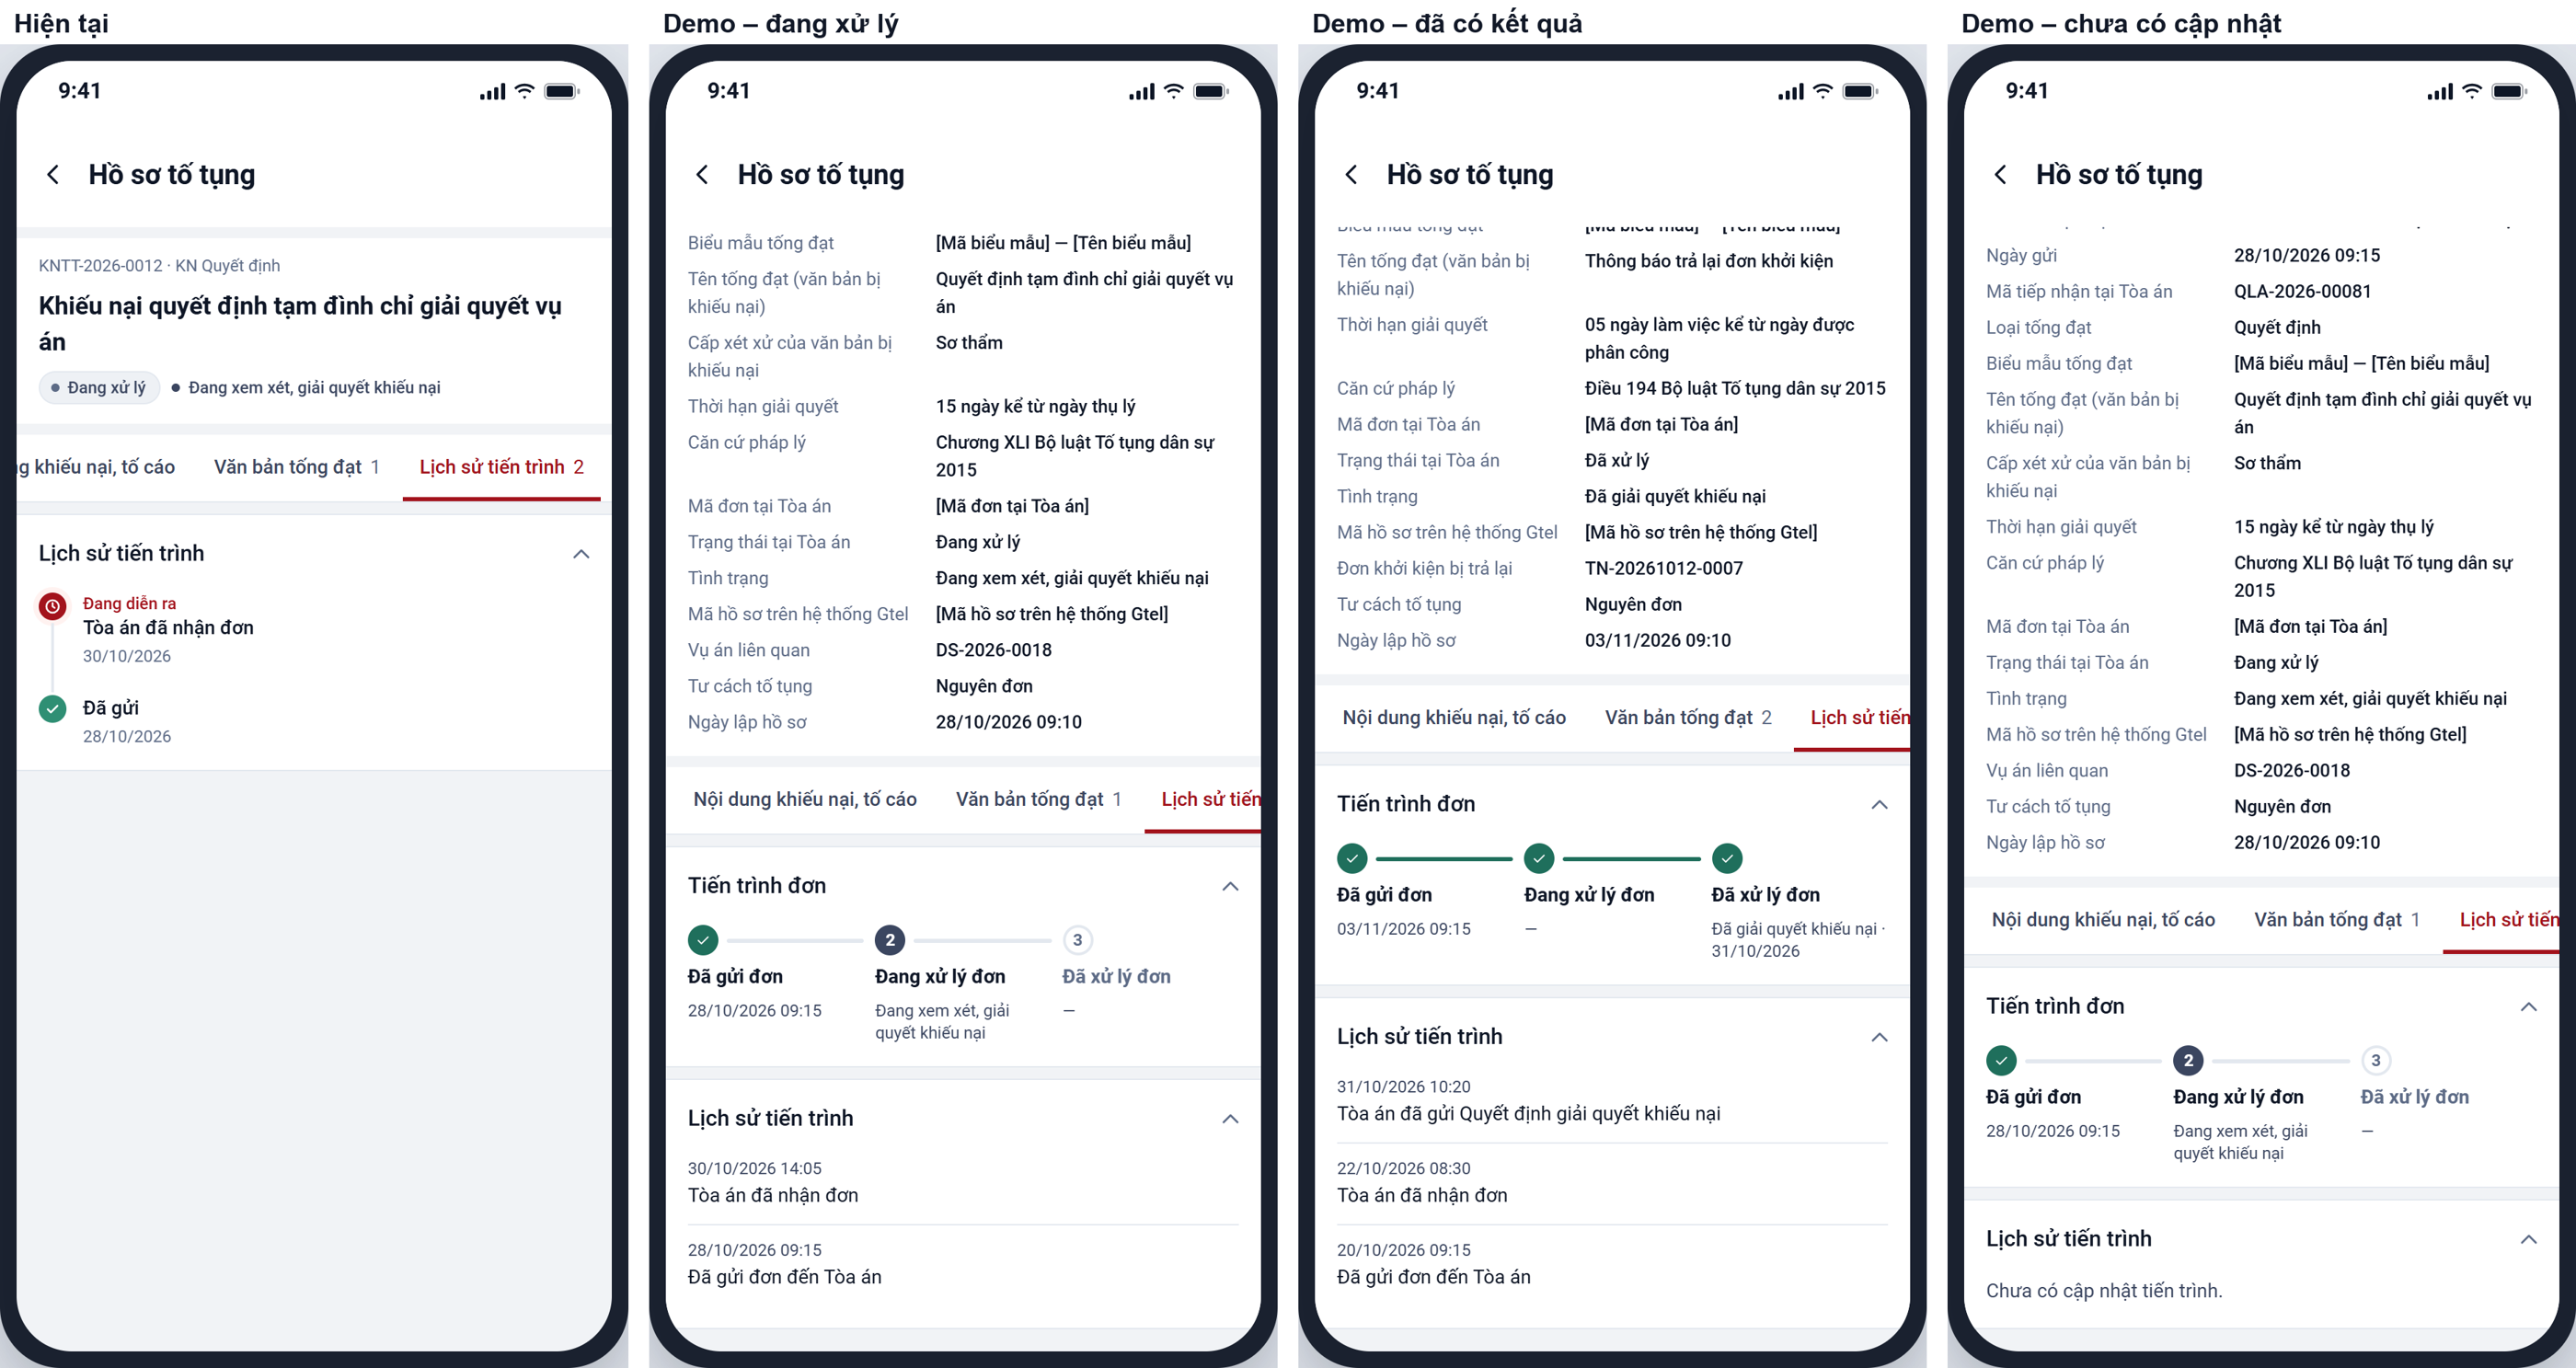 Hiện tại
9:41
Hồ sơ tố tụng
KNTT-2026-0012 · KN Quyết định
Khiếu nại quyết định tạm đình chỉ giải quyết vụ
án
Đang xử lý
Đang xem xét, giải quyết khiếu nại
g khiếu nại, tố cáo
Văn bản tống đạt 1
Lịch sử tiến trình 2
Lịch sử tiến trình
Đang diễn ra
Tòa án đã nhận đơn
30/10/2026
Đã gửi
28/10/2026
Demo – đang xử lý
9:41
Hồ sơ tố tụng
Biểu mẫu tống đạt
[Mã biểu mẫu] — [Tên biểu mẫu]
Tên tống đạt (văn bản bị
khiếu nại)
Quyết định tạm đình chỉ giải quyết vụ
án
Cấp xét xử của văn bản bị
khiếu nại
Sơ thẩm
Thời hạn giải quyết
15 ngày kể từ ngày thụ lý
Căn cứ pháp lý
Chương XLI Bộ luật Tố tụng dân sự
2015
Mã đơn tại Tòa án
[Mã đơn tại Tòa án]
Trạng thái tại Tòa án
Đang xử lý
Tình trạng
Đang xem xét, giải quyết khiếu nại
Mã hồ sơ trên hệ thống Gtel
[Mã hồ sơ trên hệ thống Gtel]
Vụ án liên quan
DS-2026-0018
Tư cách tố tụng
Nguyên đơn
Ngày lập hồ sơ
28/10/2026 09:10
Nội dung khiếu nại, tố cáo
Văn bản tống đạt 1
Lịch sử tiến
Tiến trình đơn
2
3
Đã gửi đơn
Đang xử lý đơn
Đã xử lý đơn
28/10/2026 09:15
Đang xem xét, giải
quyết khiếu nại
—
Lịch sử tiến trình
30/10/2026 14:05
Tòa án đã nhận đơn
28/10/2026 09:15
Đã gửi đơn đến Tòa án
Demo – đã có kết quả
9:41
Hồ sơ tố tụng
Biểu mẫu tống đạt
[Mã biểu mẫu] — [Tên biểu mẫu]
Tên tống đạt (văn bản bị
khiếu nại)
Thông báo trả lại đơn khởi kiện
Thời hạn giải quyết
05 ngày làm việc kể từ ngày được
phân công
Căn cứ pháp lý
Điều 194 Bộ luật Tố tụng dân sự 2015
Mã đơn tại Tòa án
[Mã đơn tại Tòa án]
Trạng thái tại Tòa án
Đã xử lý
Tình trạng
Đã giải quyết khiếu nại
Mã hồ sơ trên hệ thống Gtel
[Mã hồ sơ trên hệ thống Gtel]
Đơn khởi kiện bị trả lại
TN-20261012-0007
Tư cách tố tụng
Nguyên đơn
Ngày lập hồ sơ
03/11/2026 09:10
Nội dung khiếu nại, tố cáo
Văn bản tống đạt 2
Lịch sử tiến
Tiến trình đơn
Đã gửi đơn
Đang xử lý đơn
Đã xử lý đơn
03/11/2026 09:15
—
Đã giải quyết khiếu nại ·
31/10/2026
Lịch sử tiến trình
31/10/2026 10:20
Tòa án đã gửi Quyết định giải quyết khiếu nại
22/10/2026 08:30
Tòa án đã nhận đơn
20/10/2026 09:15
Đã gửi đơn đến Tòa án
Demo – chưa có cập nhật
9:41
Hồ sơ tố tụng
Ngày gửi
28/10/2026 09:15
Mã tiếp nhận tại Tòa án
QLA-2026-00081
Loại tống đạt
Quyết định
Biểu mẫu tống đạt
[Mã biểu mẫu] — [Tên biểu mẫu]
Tên tống đạt (văn bản bị
khiếu nại)
Quyết định tạm đình chỉ giải quyết vụ
án
Cấp xét xử của văn bản bị
khiếu nại
Sơ thẩm
Thời hạn giải quyết
15 ngày kể từ ngày thụ lý
Căn cứ pháp lý
Chương XLI Bộ luật Tố tụng dân sự
2015
Mã đơn tại Tòa án
[Mã đơn tại Tòa án]
Trạng thái tại Tòa án
Đang xử lý
Tình trạng
Đang xem xét, giải quyết khiếu nại
Mã hồ sơ trên hệ thống Gtel
[Mã hồ sơ trên hệ thống Gtel]
Vụ án liên quan
DS-2026-0018
Tư cách tố tụng
Nguyên đơn
Ngày lập hồ sơ
28/10/2026 09:10
Nội dung khiếu nại, tố cáo
Văn bản tống đạt 1
Lịch sử tiến
Tiến trình đơn
2
3
Đã gửi đơn
Đang xử lý đơn
Đã xử lý đơn
28/10/2026 09:15
Đang xem xét, giải
quyết khiếu nại
—
Lịch sử tiến trình
Chưa có cập nhật tiến trình.